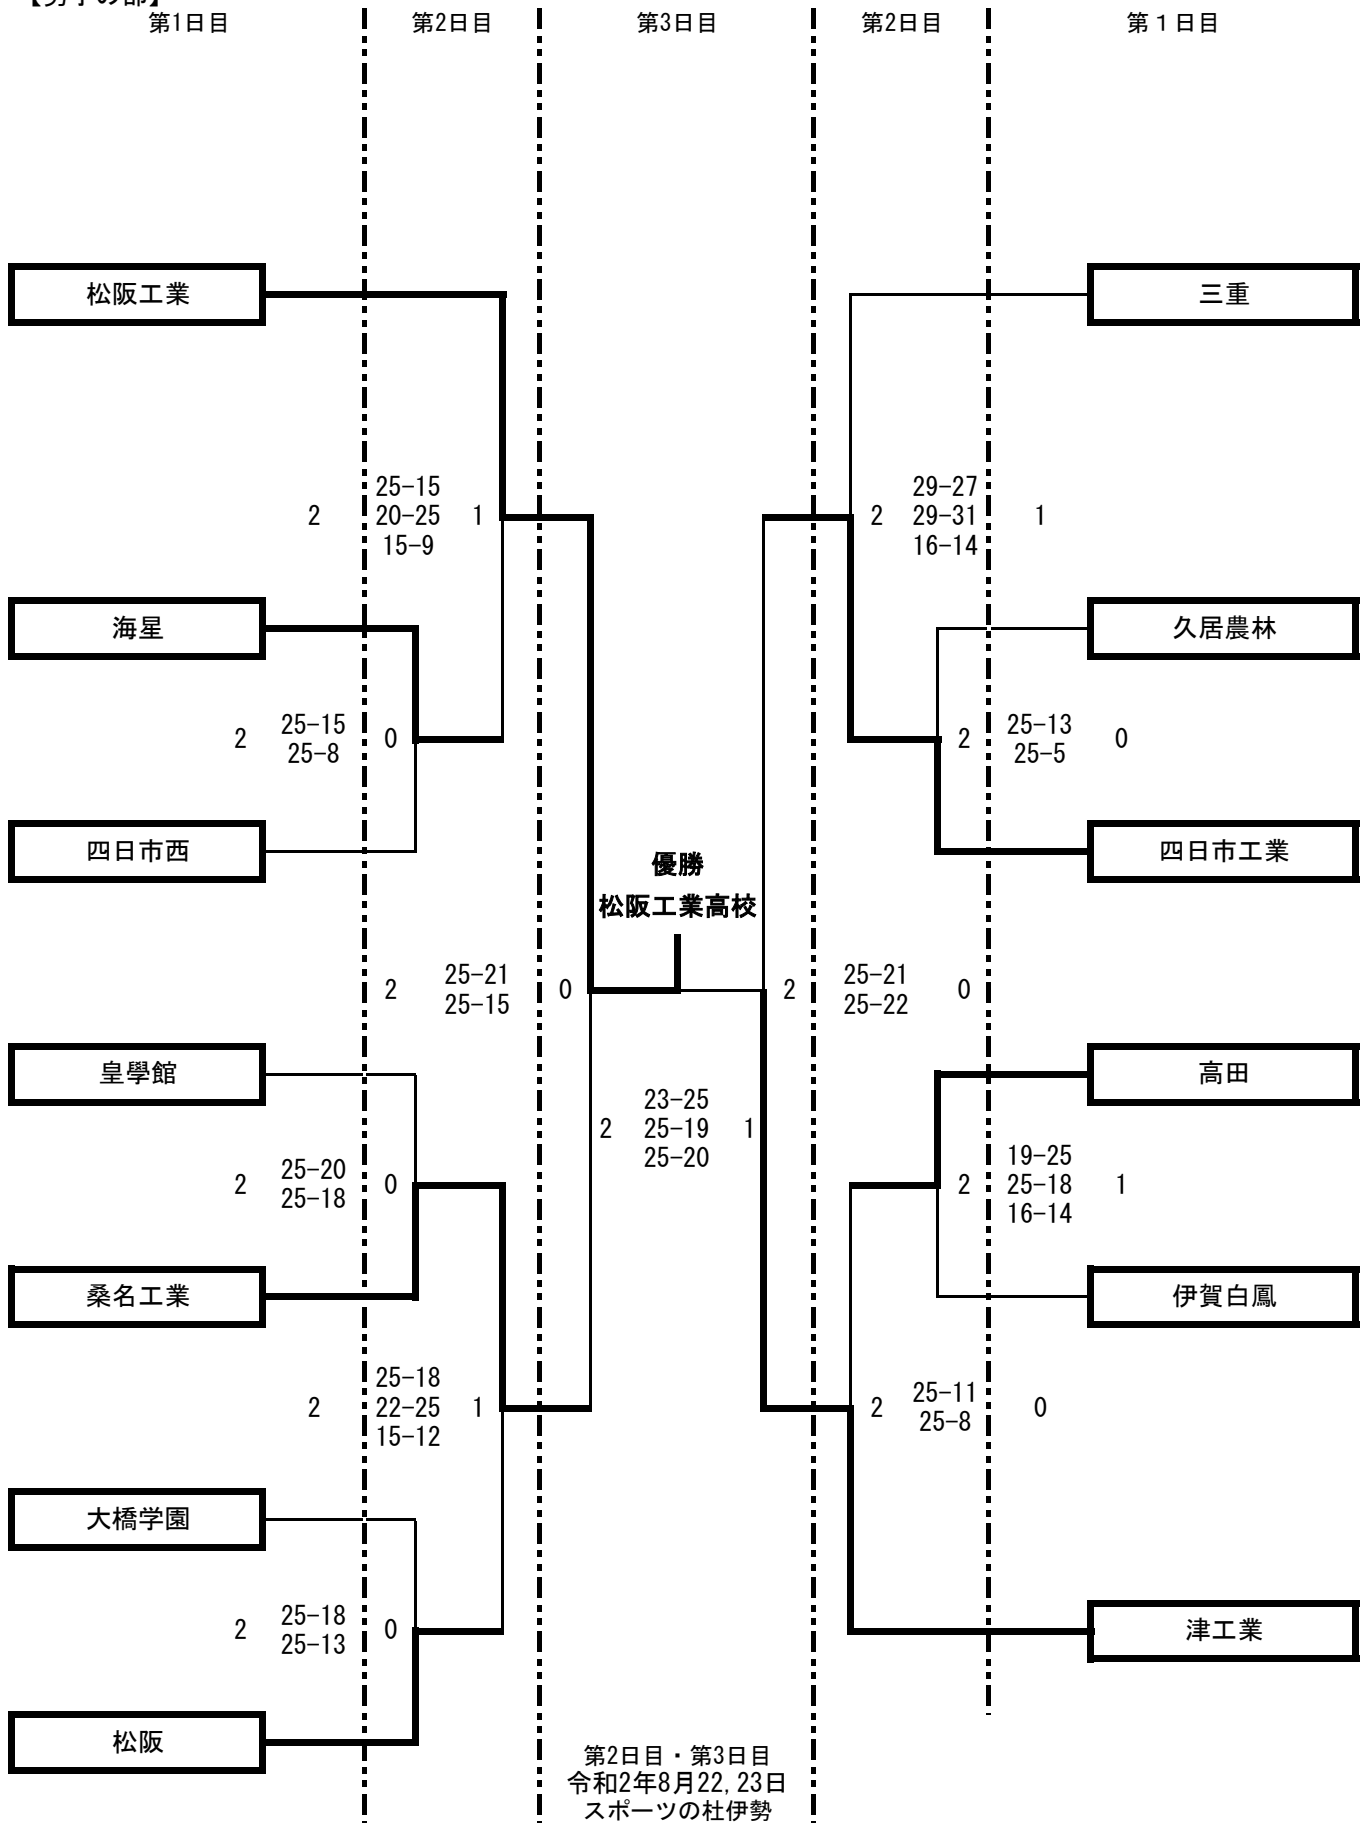 【男子の部】
第1日目 第2日目 第3日目 第2日目 第１日目
松阪工業 三重
2 25-15 1 2 29-27 1
20-25 29-31
15-9 16-14
海星 久居農林
2 25-15 0 2 25-13 0
25-8 25-5
四日市西 四日市工業
優勝
松阪工業高校
2 25-21 0 2 25-21 0
25-15 25-22
皇學館 高田
2 23-25 1
25-19
25-20
2 25-20 0 2 19-25 1
25-18 25-18
16-14
桑名工業 伊賀白鳳
2 25-18 1 2 25-11 0
22-25 25-8
15-12
大橋学園
2 25-18 0
25-13
津工業
松阪
第2日目・第3日目
令和2年8月22,23日
スポーツの杜伊勢